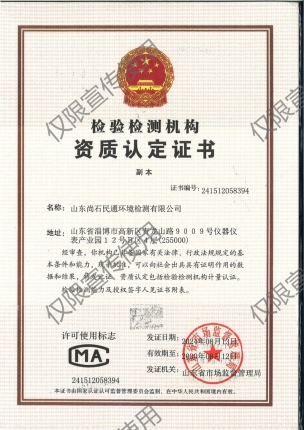 检验检测机构
资质认定证书
副本
证书编号:241512058394
名称:山东尚石民通环境检测有限公司
地址:山东省淄博市高新区 山路9009号仪器仪
表产业园12号 4层(255000)
经审查,你机构已具备国家有关法律、行政法规规定的基
本条件和能力,现予批准,可以向社会出具具有证明作用的数
据和结果,特发此证。资质认定包括检验检测机构计量认证。
检验检测能力及授权签字人见证书附表。
许可使用标志
MA
241512058394
发证日期:2024年08月13日
有效期至:2030年08月12日
发证机关:山东省市场监督管理局
本证书由国家认证认可监督管理委员会监制,在中华人民共和国境内有效。
仅限宣传使用